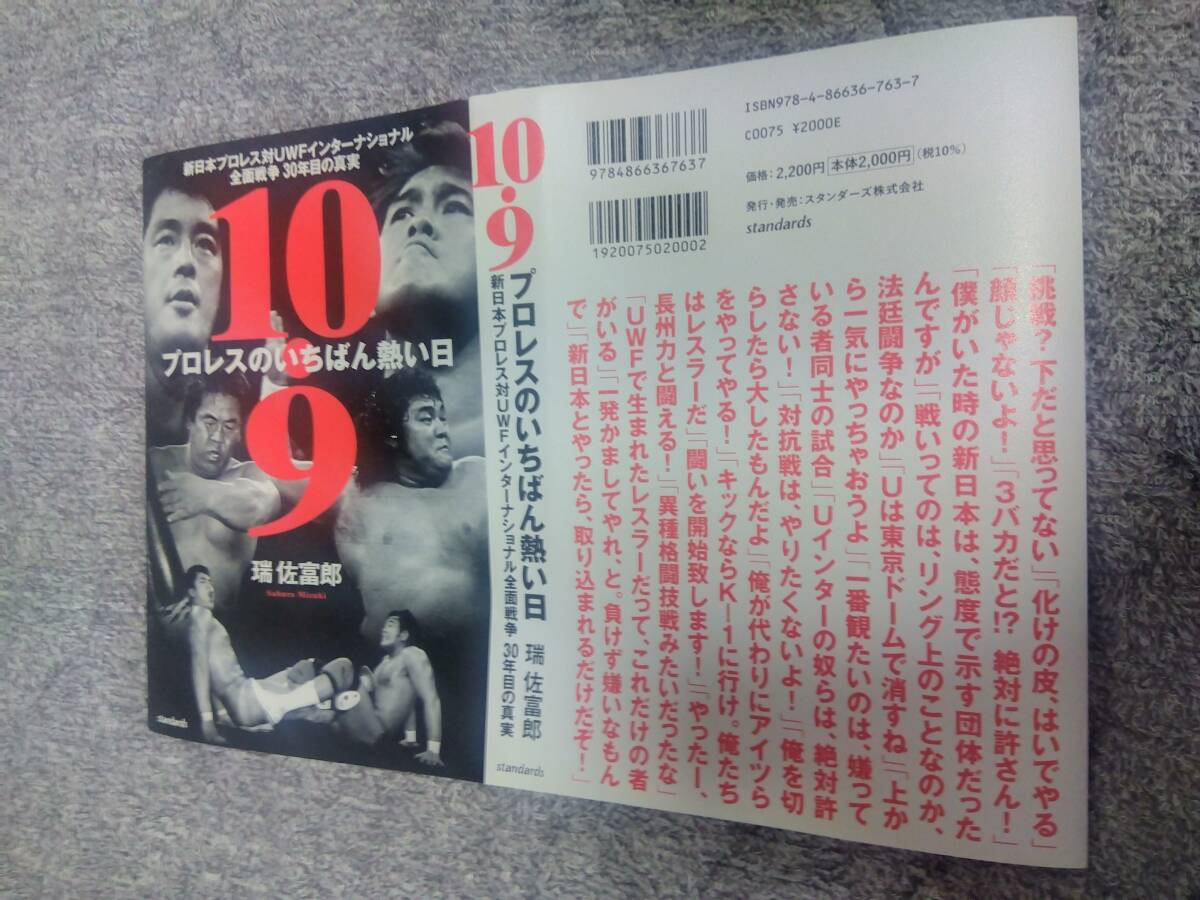 新日本プロレス対UWFインターナショナル
全面戦争 30年目の真実
10.9
プロレスのいちばん熱い日
瑞 佐富郎
Saburo Mizuki
standards
10.9 プロレスのいちばん熱い日 瑞 佐富郎
新日本プロレス対UWFインターナショナル全面戦争 30年目の真実
standards
9784866367637
1920075020002
ISBN978-4-86636-763-7
C0075 ¥2000E
価格:2,200円 本体2,000円(税10%)
発行・発売:スタンダーズ株式会社
standards
「挑戦?下だと思ってない」「化けの皮、はいでやる」
「顔じゃないよ!」「3バカだと!? 絶対に許さん!」
「僕がいた時の新日本は、態度で示す団体だった
んですが」「戦いってのは、リング上のことなのか、
法廷闘争なのか」「Uは東京ドームで消すね」「上か
ら一気にやっちゃおうよ」「一番観たいのは、嫌って
いる者同士の試合」「Uインターの奴らは、絶対許
さない!」「対抗戦は、やりたくないよ!」「俺を切
らしたら大したもんだよ」「俺が代わりにアイツら
をやってやる!」「キックならK-1に行け。俺たち
はレスラーだ」「闘いを開始致します!」「やったー、
長州力と闘える!」「異種格闘技戦みたいだったな」
「UWFで生まれたレスラーだって、これだけの者
がいる」「一発かましてやれ、と。負けず嫌いなもん
で」「新日本とやったら、取り込まれるだけだぞ!」